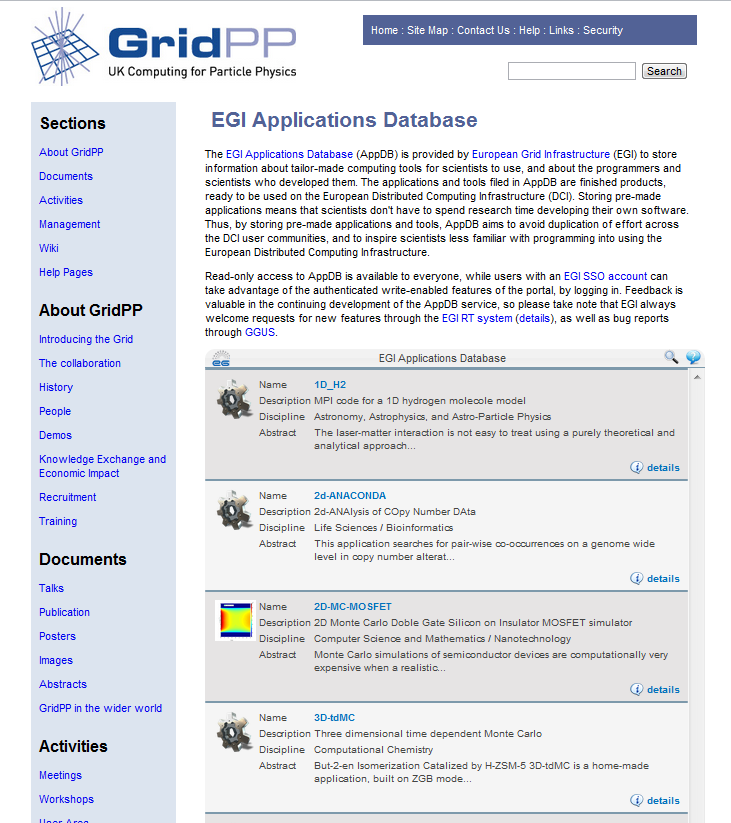 GridPP
UK Computing for Particle Physics
Home : Site Map : Contact Us : Help : Links : Security
Search
Sections
About GridPP
Documents
Activities
Management
Wiki
Help Pages
About GridPP
Introducing the Grid
The collaboration
History
People
Demos
Knowledge Exchange and
Economic Impact
Recruitment
Training
Documents
Talks
Publication
Posters
Images
Abstracts
GridPP in the wider world
Activities
Meetings
Workshops
User Area
EGI Applications Database
The EGI Applications Database (AppDB) is provided by European Grid Infrastructure (EGI) to store
information about tailor-made computing tools for scientists to use, and about the programmers and
scientists who developed them. The applications and tools filed in AppDB are finished products,
ready to be used on the European Distributed Computing Infrastructure (DCI). Storing pre-made
applications means that scientists don't have to spend research time developing their own software.
Thus, by storing pre-made applications and tools, AppDB aims to avoid duplication of effort across
the DCI user communities, and to inspire scientists less familiar with programming into using the
European Distributed Computing Infrastructure.
Read-only access to AppDB is available to everyone, while users with an EGI SSO account can
take advantage of the authenticated write-enabled features of the portal, by logging in. Feedback is
valuable in the continuing development of the AppDB service, so please take note that EGI always
welcome requests for new features through the EGI RT system (details), as well as bug reports
through GGUS.
EGI Applications Database
Name 1D_H2
Description MPI code for a 1D hydrogen molecole model
Discipline Astronomy, Astrophysics, and Astro-Particle Physics
Abstract The laser-matter interaction is not easy to treat using a purely theoretical and
analytical approach...
details
Name 2d-ANACONDA
Description 2d-ANAlysis of COpy Number DAta
Discipline Life Sciences / Bioinformatics
Abstract This application searches for pair-wise co-occurrences on a genome wide
level in copy number alterat...
details
Name 2D-MC-MOSFET
Description 2D Monte Carlo Doble Gate Silicon on Insulator MOSFET simulator
Discipline Computer Science and Mathematics / Nanotechnology
Abstract Monte Carlo simulations of semiconductor devices are computationally very
expensive when a realistic...
details
Name 3D-tdMC
Description Three dimensional time dependent Monte Carlo
Discipline Computational Chemistry
Abstract But-2-en Isomerization Catalized by H-ZSM-5 3D-tdMC is a home-made
application, built on ZGB mode...
details